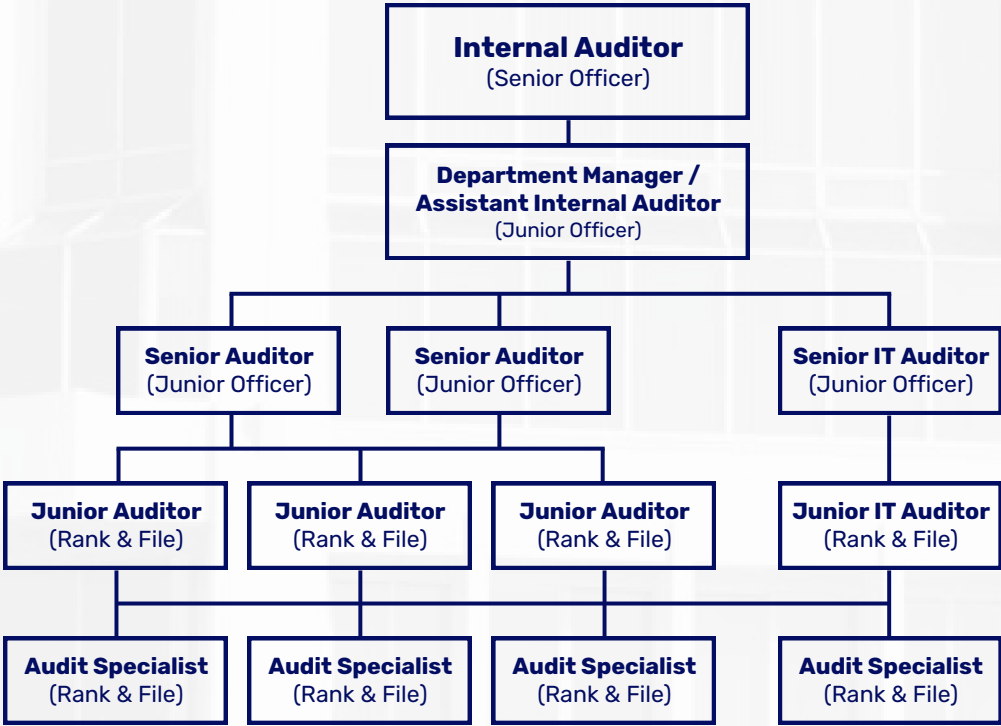 Internal Auditor
(Senior Officer)
Department Manager /
Assistant Internal Auditor
(Junior Officer)
Senior Auditor
(Junior Officer)
Senior Auditor
(Junior Officer)
Senior IT Auditor
(Junior Officer)
Junior Auditor
(Rank & File)
Junior Auditor
(Rank & File)
Junior Auditor
(Rank & File)
Junior IT Auditor
(Rank & File)
Audit Specialist
(Rank & File)
Audit Specialist
(Rank & File)
Audit Specialist
(Rank & File)
Audit Specialist
(Rank & File)